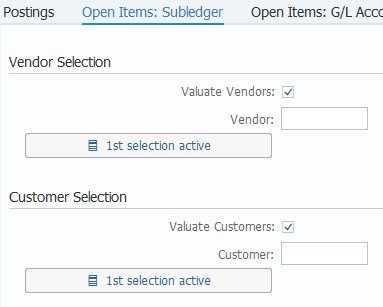 Postings Open Items: Subledger Open Items: G/L Acco
Vendor Selection
Valuate Vendors:
Vendor:
1st selection active
Customer Selection
Valuate Customers:
Customer:
1st selection active